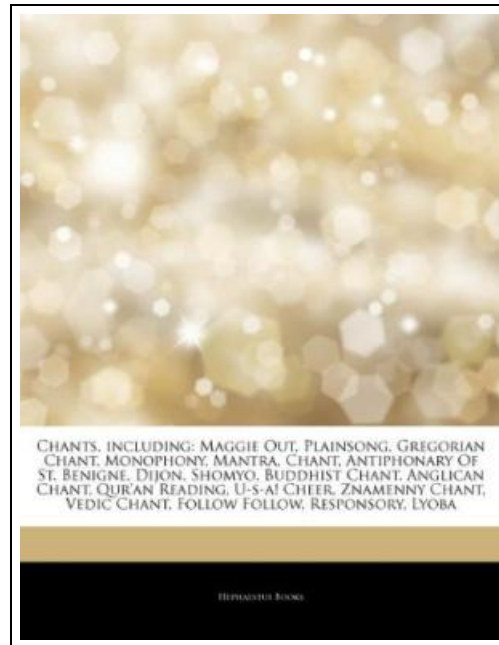 Chants, including: Maggie Out, Plainsong, Gregorian
Chant, Monophony, Mantra, Chant, Antiphonary Of
St. Benigne, Dijon, Shomyo, Buddhist Chant, Anglican
Chant, Qur'an Reading, U-s-a! Cheer, Znamenny Chant,
Vedic Chant, Follow Follow, Responsory, Lyoba
Hephaestus Books